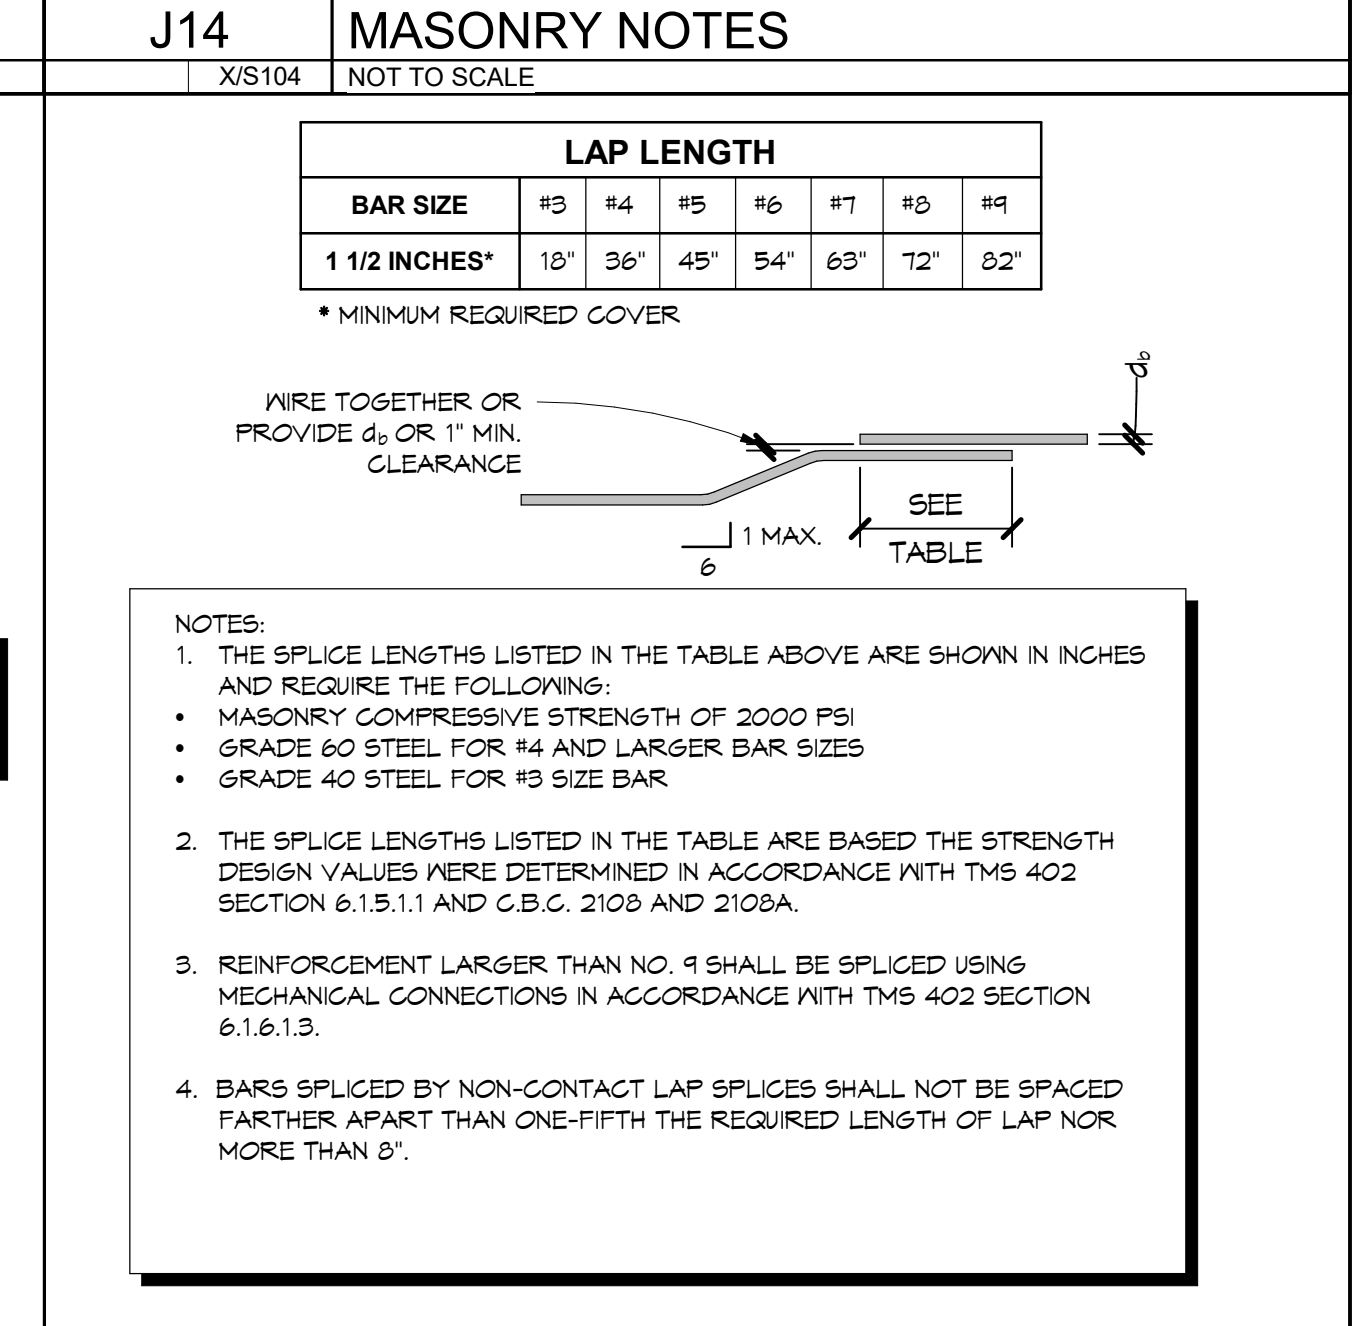 J14 MASONRY NOTES
X/S104 NOT TO SCALE
LAP LENGTH
BAR SIZE #3 #4 #5 #6 #7 #8 #9
1 1/2 INCHES* 18" 36" 45" 54" 63" 72" 82"
* MINIMUM REQUIRED COVER
db
WIRE TOGETHER OR
PROVIDE db OR 1" MIN.
CLEARANCE
SEE
TABLE
1 MAX.
6
NOTES:
1. THE SPLICE LENGTHS LISTED IN THE TABLE ABOVE ARE SHOWN IN INCHES
AND REQUIRE THE FOLLOWING:
• MASONRY COMPRESSIVE STRENGTH OF 2000 PSI
• GRADE 60 STEEL FOR #4 AND LARGER BAR SIZES
• GRADE 40 STEEL FOR #3 SIZE BAR
2. THE SPLICE LENGTHS LISTED IN THE TABLE ARE BASED THE STRENGTH
DESIGN VALUES WERE DETERMINED IN ACCORDANCE WITH TMS 402
SECTION 6.1.5.1.1 AND C.B.C. 2108 AND 2108A.
3. REINFORCEMENT LARGER THAN NO. 9 SHALL BE SPLICED USING
MECHANICAL CONNECTIONS IN ACCORDANCE WITH TMS 402 SECTION
6.1.6.1.3.
4. BARS SPLICED BY NON-CONTACT LAP SPLICES SHALL NOT BE SPACED
FARTHER APART THAN ONE-FIFTH THE REQUIRED LENGTH OF LAP NOR
MORE THAN 8".